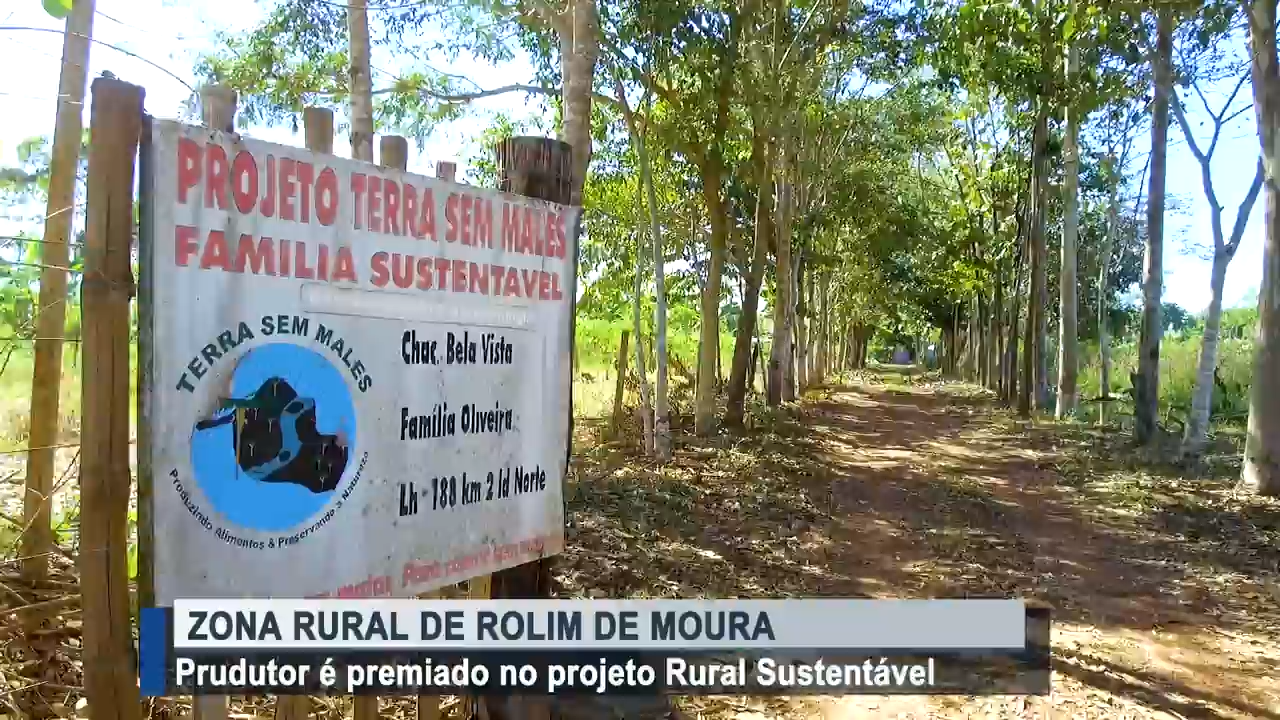 PROJETO TERRA SEM MALES
FAMILIA SUSTENTAVEL
TERRA SEM MALES
Produzindo Alimentos & Preservando a Natureza
Chac. Bela Vista
Família Oliveira
Lh - 188 km 2 ld Norte
ZONA RURAL DE ROLIM DE MOURA
Prudutor é premiado no projeto Rural Sustentável